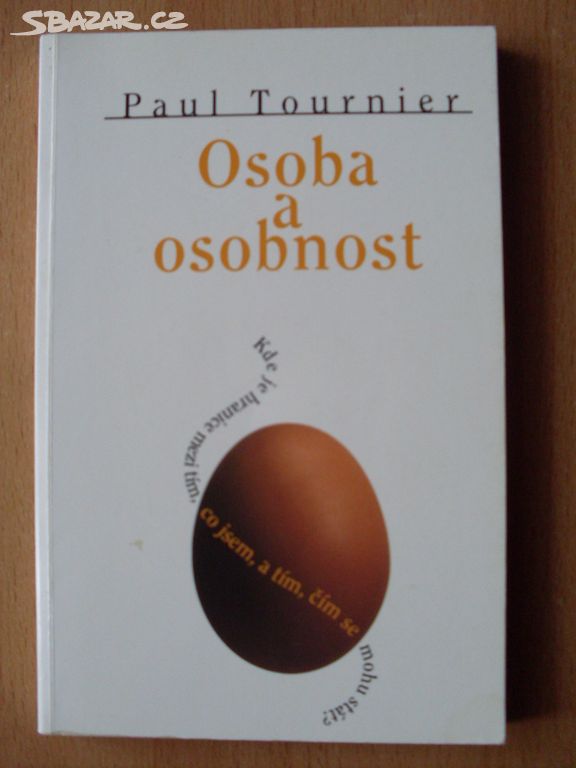 SBAZAR.CZ
Paul Tournier
Osoba
a
osobnost
Kde je hranice mezi tím,
co jsem, a tím, čím se
mohu stát?